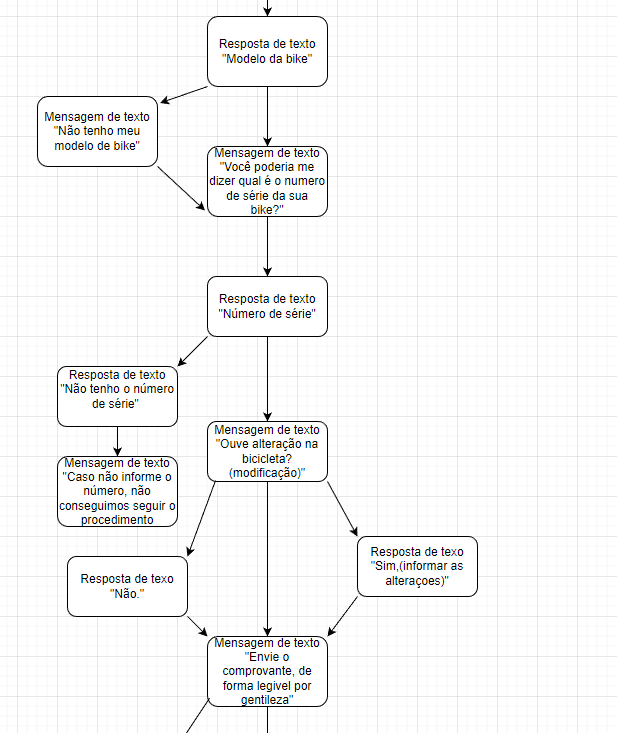 Resposta de texto
"Modelo da bike"
Mensagem de texto
"Não tenho meu
modelo de bike"
Mensagem de texto
"Você poderia me
dizer qual é o numero
de série da sua
bike?"
Resposta de texto
"Número de série"
Resposta de texto
"Não tenho o número
de série"
Mensagem de texto
"Caso não informe o
número, não
conseguimos seguir o
procedimento
Mensagem de texto
"Ouve alteração na
bicicleta?
(modificação)"
Resposta de texo
"Não."
Resposta de texo
"Sim,(informar as
alteraçoes)"
Mensagem de texto
"Envie o
comprovante, de
forma legivel por
gentileza"